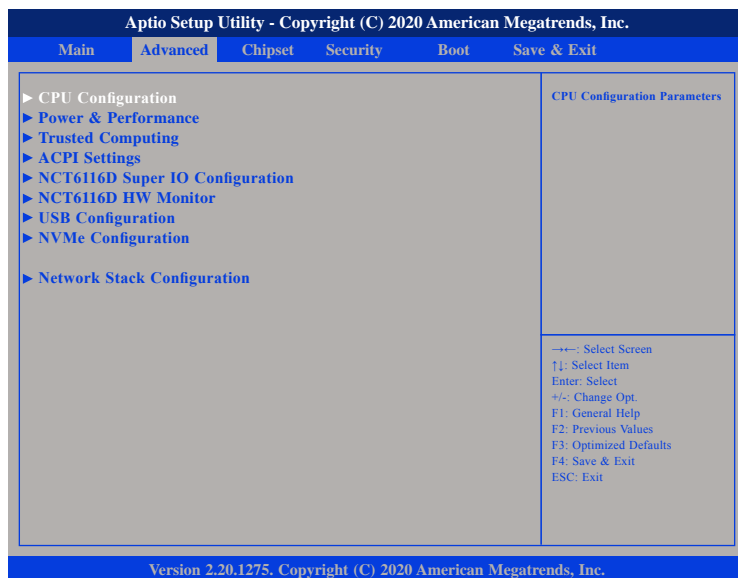 Aptio Setup Utility - Copyright (C) 2020 American Megatrends, Inc.
Main Advanced Chipset Security Boot Save & Exit
► CPU Configuration
► Power & Performance
► Trusted Computing
► ACPI Settings
► NCT6116D Super IO Configuration
► NCT6116D HW Monitor
► USB Configuration
► NVMe Configuration
► Network Stack Configuration
CPU Configuration Parameters
→←: Select Screen
↑↓: Select Item
Enter: Select
+/-: Change Opt.
F1: General Help
F2: Previous Values
F3: Optimized Defaults
F4: Save & Exit
ESC: Exit
Version 2.20.1275. Copyright (C) 2020 American Megatrends, Inc.